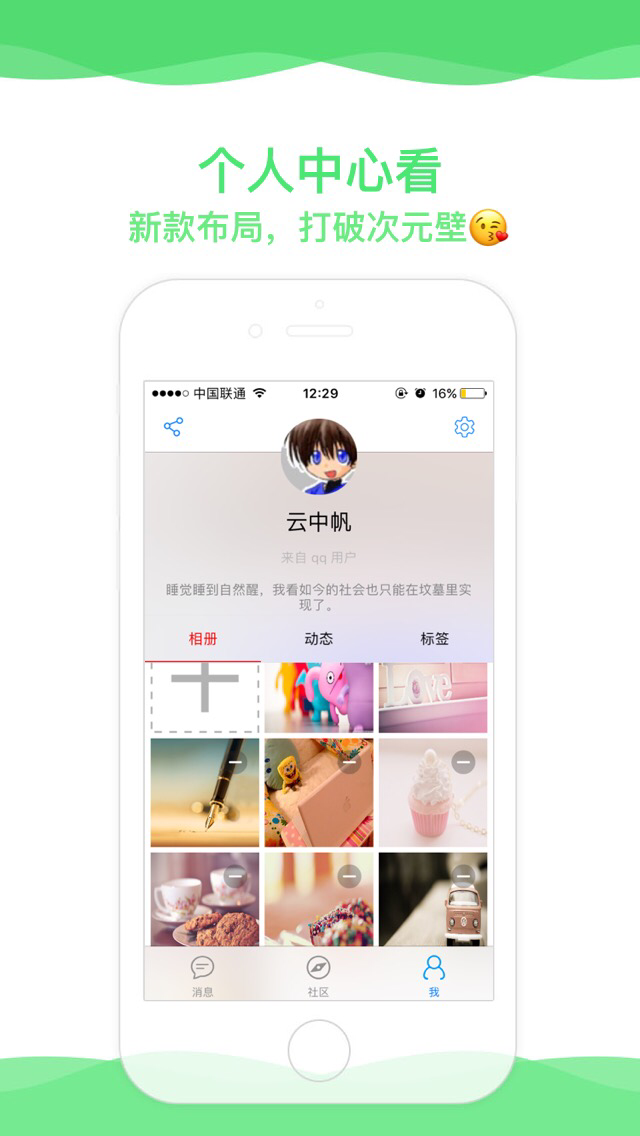 个人中心看
新款布局，打破次元壁😘
中国联通 12:29 16%
云中帆
来自 qq 用户
睡觉睡到自然醒，我看如今的社会也只能在坟墓里实
现了。
相册 动态 标签
Love
消息 社区 我